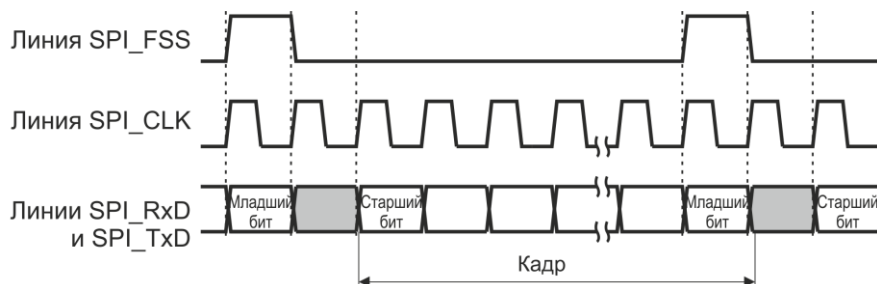 Линия SPI_FSS
Линия SPI_CLK
Линии SPI_RxD
и SPI_TxD
Младший
бит
Старший
бит
Младший
бит
Старший
бит
Кадр